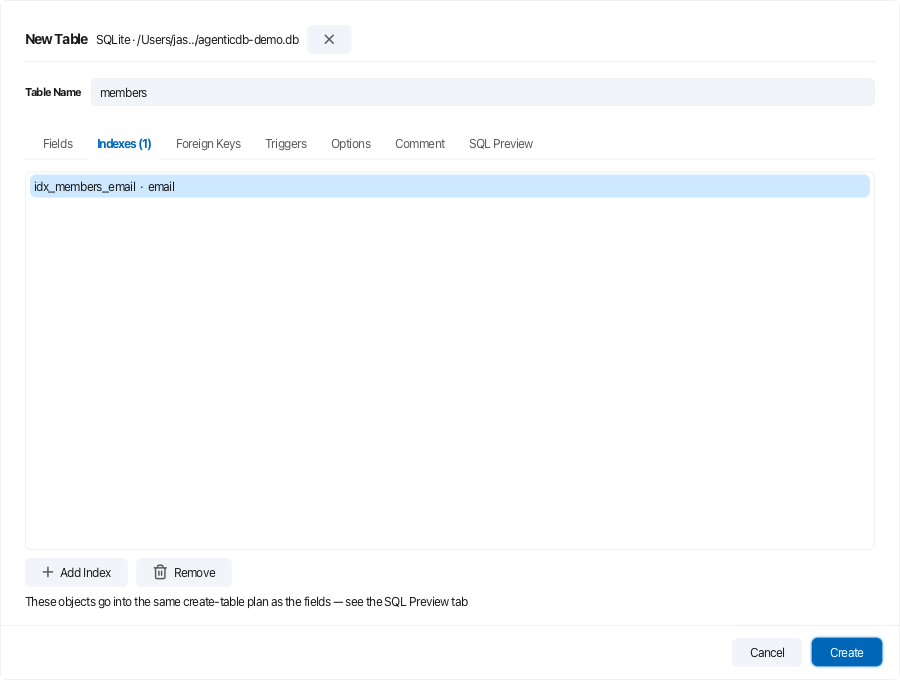 New Table SQLite · /Users/jas../agenticdb-demo.db
Table Name members
Fields Indexes (1) Foreign Keys Triggers Options Comment SQL Preview
idx_members_email · email
Add Index Remove
These objects go into the same create-table plan as the fields — see the SQL Preview tab
Cancel Create